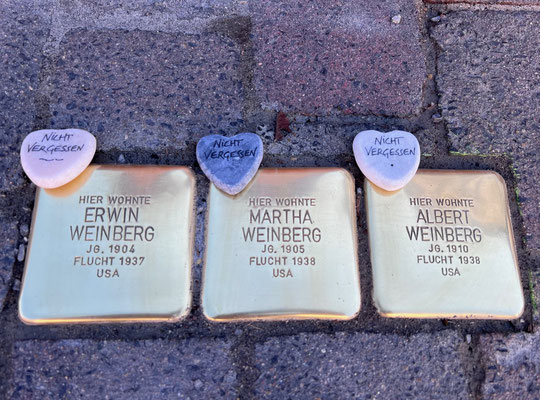 NICHT
VERGESSEN
HIER WOHNTE
ERWIN
WEINBERG
JG. 1904
FLUCHT 1937
USA
NICHT
VERGESSEN
HIER WOHNTE
MARTHA
WEINBERG
JG. 1905
FLUCHT 1938
USA
NICHT
VERGESSEN
HIER WOHNTE
ALBERT
WEINBERG
JG. 1910
FLUCHT 1938
USA